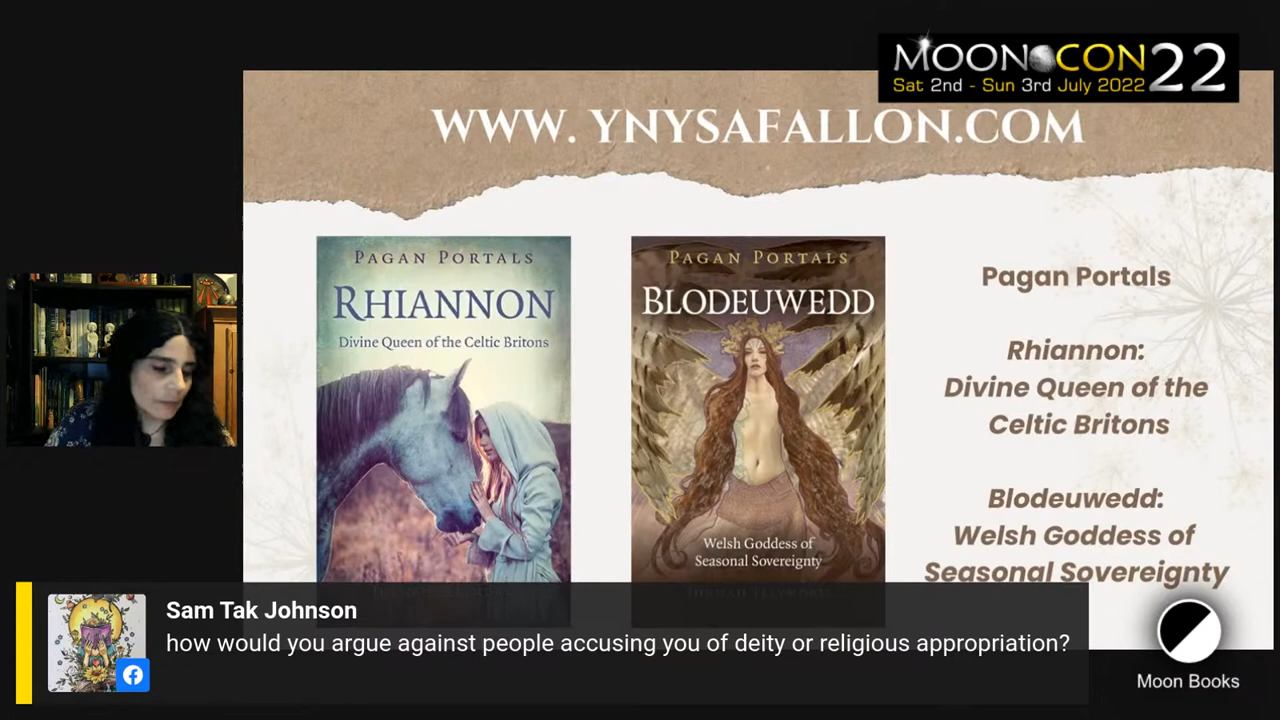 MOON CON 22
Sat 2nd - Sun 3rd July 2022
WWW. YNYSAFALLON.COM
PAGAN PORTALS
RHIANNON
Divine Queen of the Celtic Britons
PAGAN PORTALS
BLODEUWEDD
Welsh Goddess of
Seasonal Sovereignty
Pagan Portals
Rhiannon:
Divine Queen of the
Celtic Britons
Blodeuwedd:
Welsh Goddess of
Seasonal Sovereignty
Sam Tak Johnson
how would you argue against people accusing you of deity or religious appropriation?
Moon Books